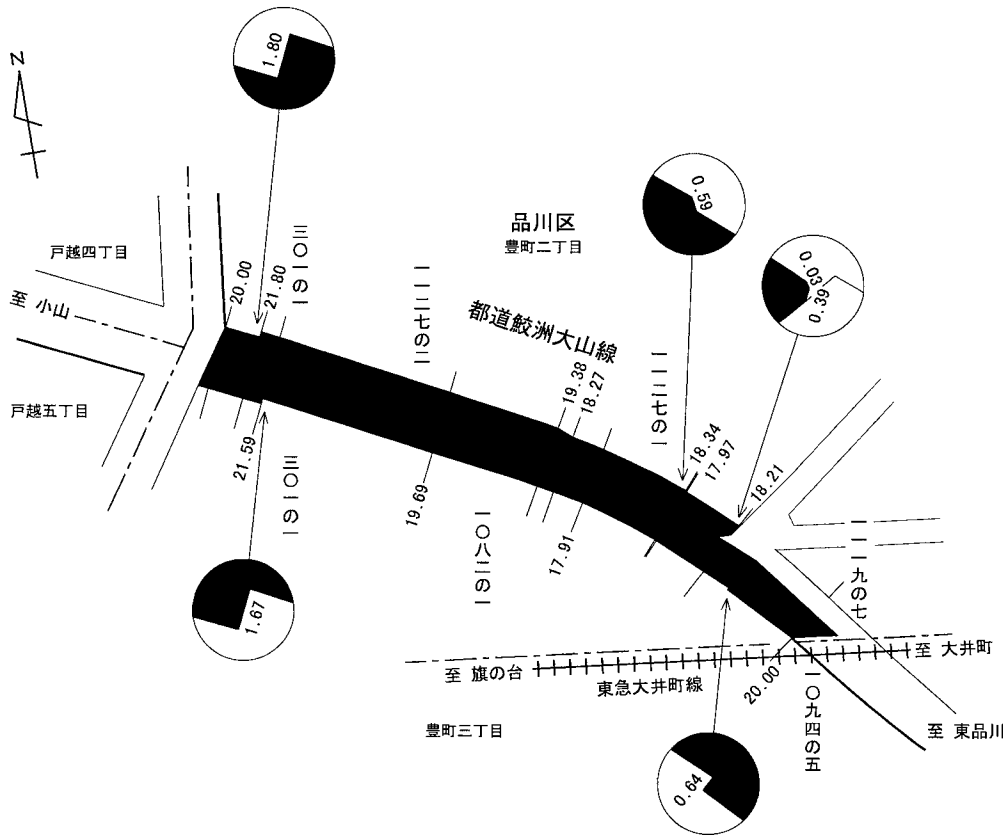 1.80
N
0.59
品川区
豊町二丁目
戸越四丁目
三〇一の一
0.03
0.39
至 小山
20.00
21.80
一一二七の二
都道鮫洲大山線
19.38
18.27
一一二七の一
戸越五丁目
18.34
17.97
18.21
21.59
三〇一の一
19.69
一〇八二の一
17.91
一一一九の七
1.67
至 旗の台
東急大井町線
至 大井町
20.00
一〇九四の五
豊町三丁目
至 東品川
0.64